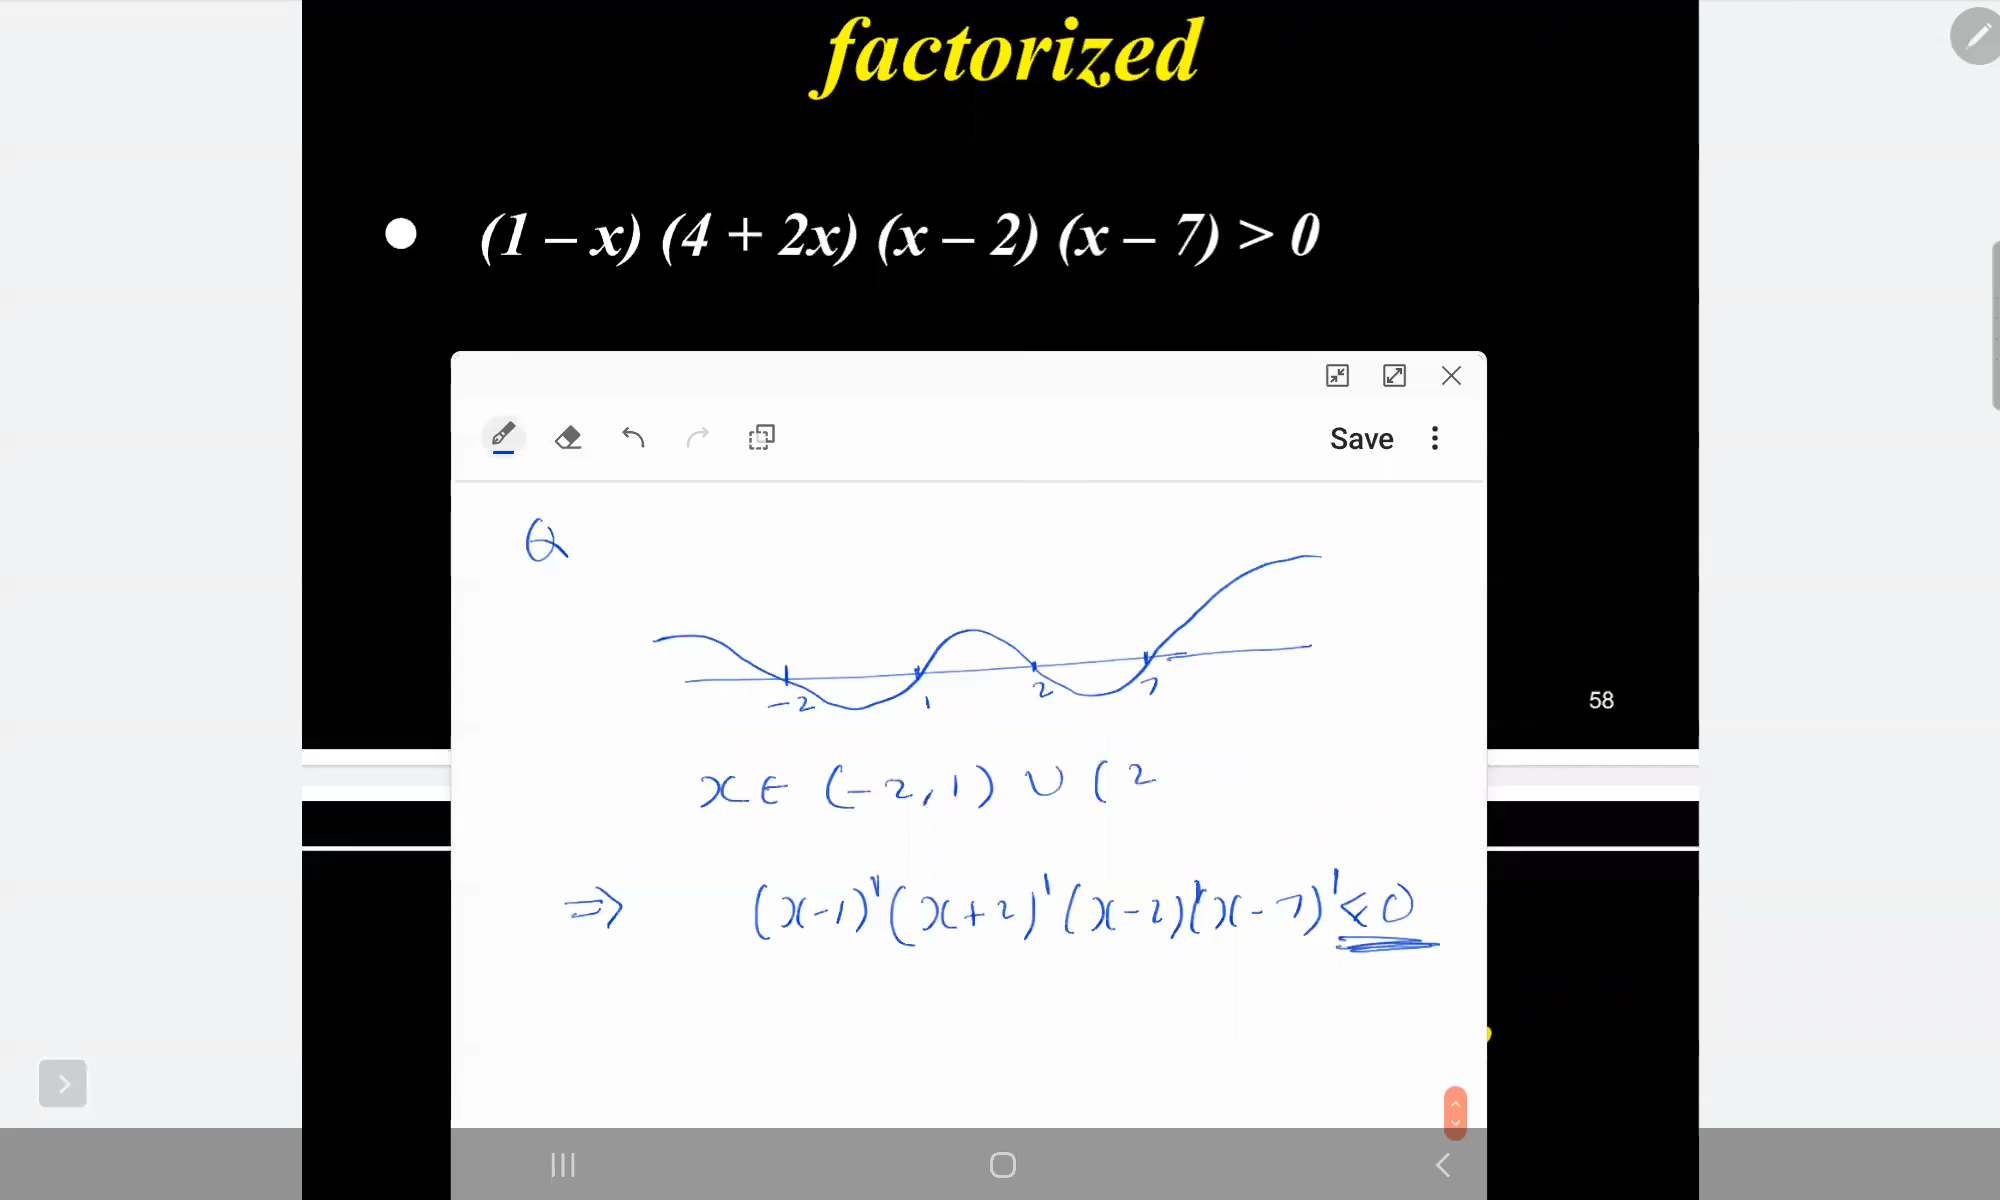 factorized
● (1 – x) (4 + 2x) (x – 2) (x – 7) > 0
Save
Q
-2 1 2 7
58
x ∈ (-2, 1) ∪ ( 2
⇒ (x-1)¹(x+2)¹(x-2)¹(x-7)¹ < 0